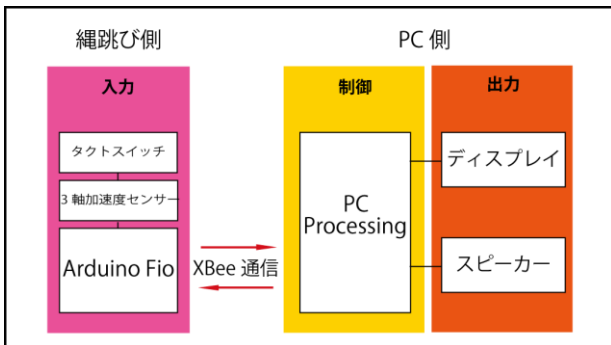 縄跳び側
PC 側
入力
制御
出力
タクトスイッチ
3 軸加速度センサー
Arduino Fio
XBee 通信
PC
Processing
ディスプレイ
スピーカー